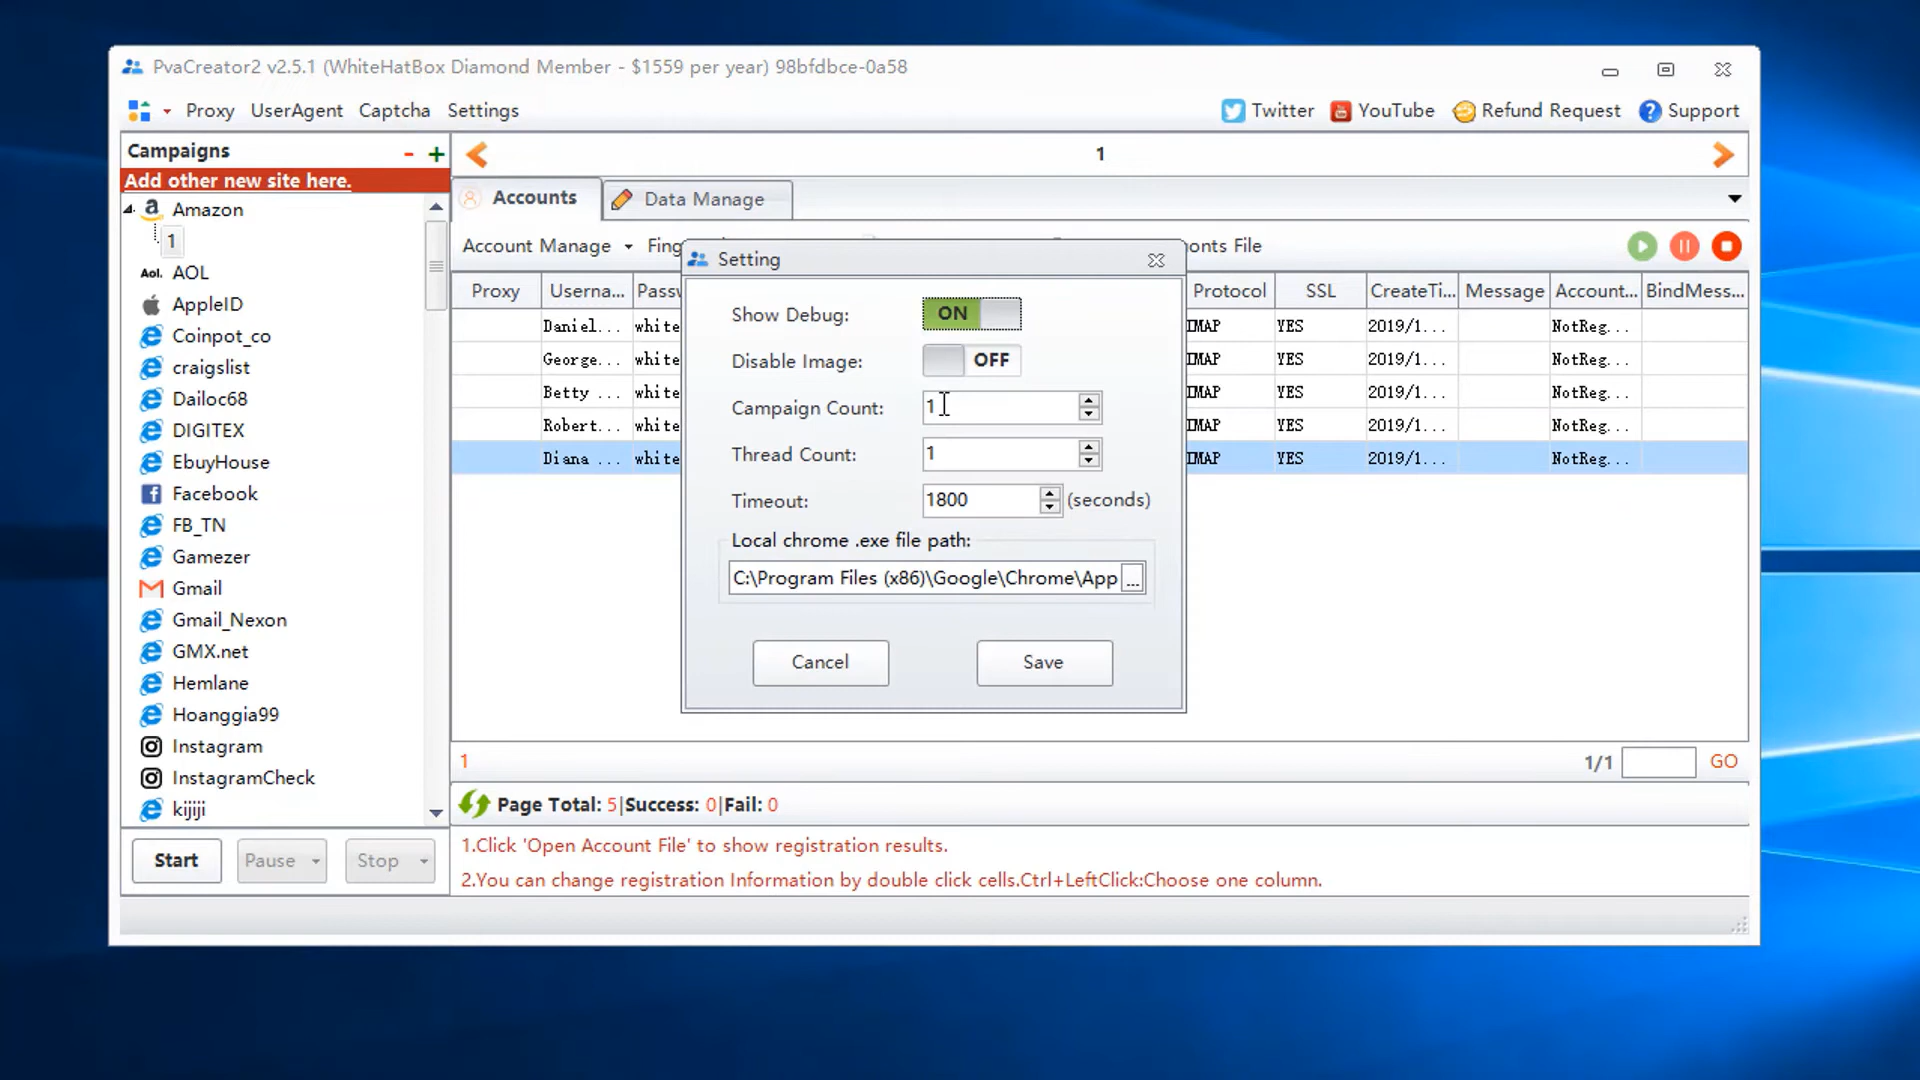 PvaCreator2 v2.5.1 (WhiteHatBox Diamond Member - $1559 per year) 98bfdbce-0a58
Proxy UserAgent Captcha Settings Twitter YouTube Refund Request Support
Campaigns - + 1
Add other new site here.
Accounts Data Manage
Amazon
1
AOL
AppleID
Coinpot_co
craigslist
Dailoc68
DIGITEX
EbuyHouse
Facebook
FB_TN
Gamezer
Gmail
Gmail_Nexon
GMX.net
Hemlane
Hoanggia99
Instagram
InstagramCheck
kijiji
Start Pause Stop
Account Manage Fing onts File
Proxy Userna... Passw Protocol SSL CreateTi... Message Account... BindMess...
Daniel... white IMAP YES 2019/1... NotReg...
George... white IMAP YES 2019/1... NotReg...
Betty ... white IMAP YES 2019/1... NotReg...
Robert... white IMAP YES 2019/1... NotReg...
Diana ... white IMAP YES 2019/1... NotReg...
Setting
Show Debug: ON
Disable Image: OFF
Campaign Count: 1
Thread Count: 1
Timeout: 1800 (seconds)
Local chrome .exe file path:
C:\Program Files (x86)\Google\Chrome\App ...
Cancel Save
1 1/1 GO
Page Total: 5|Success: 0|Fail: 0
1.Click 'Open Account File' to show registration results.
2.You can change registration Information by double click cells.Ctrl+LeftClick:Choose one column.